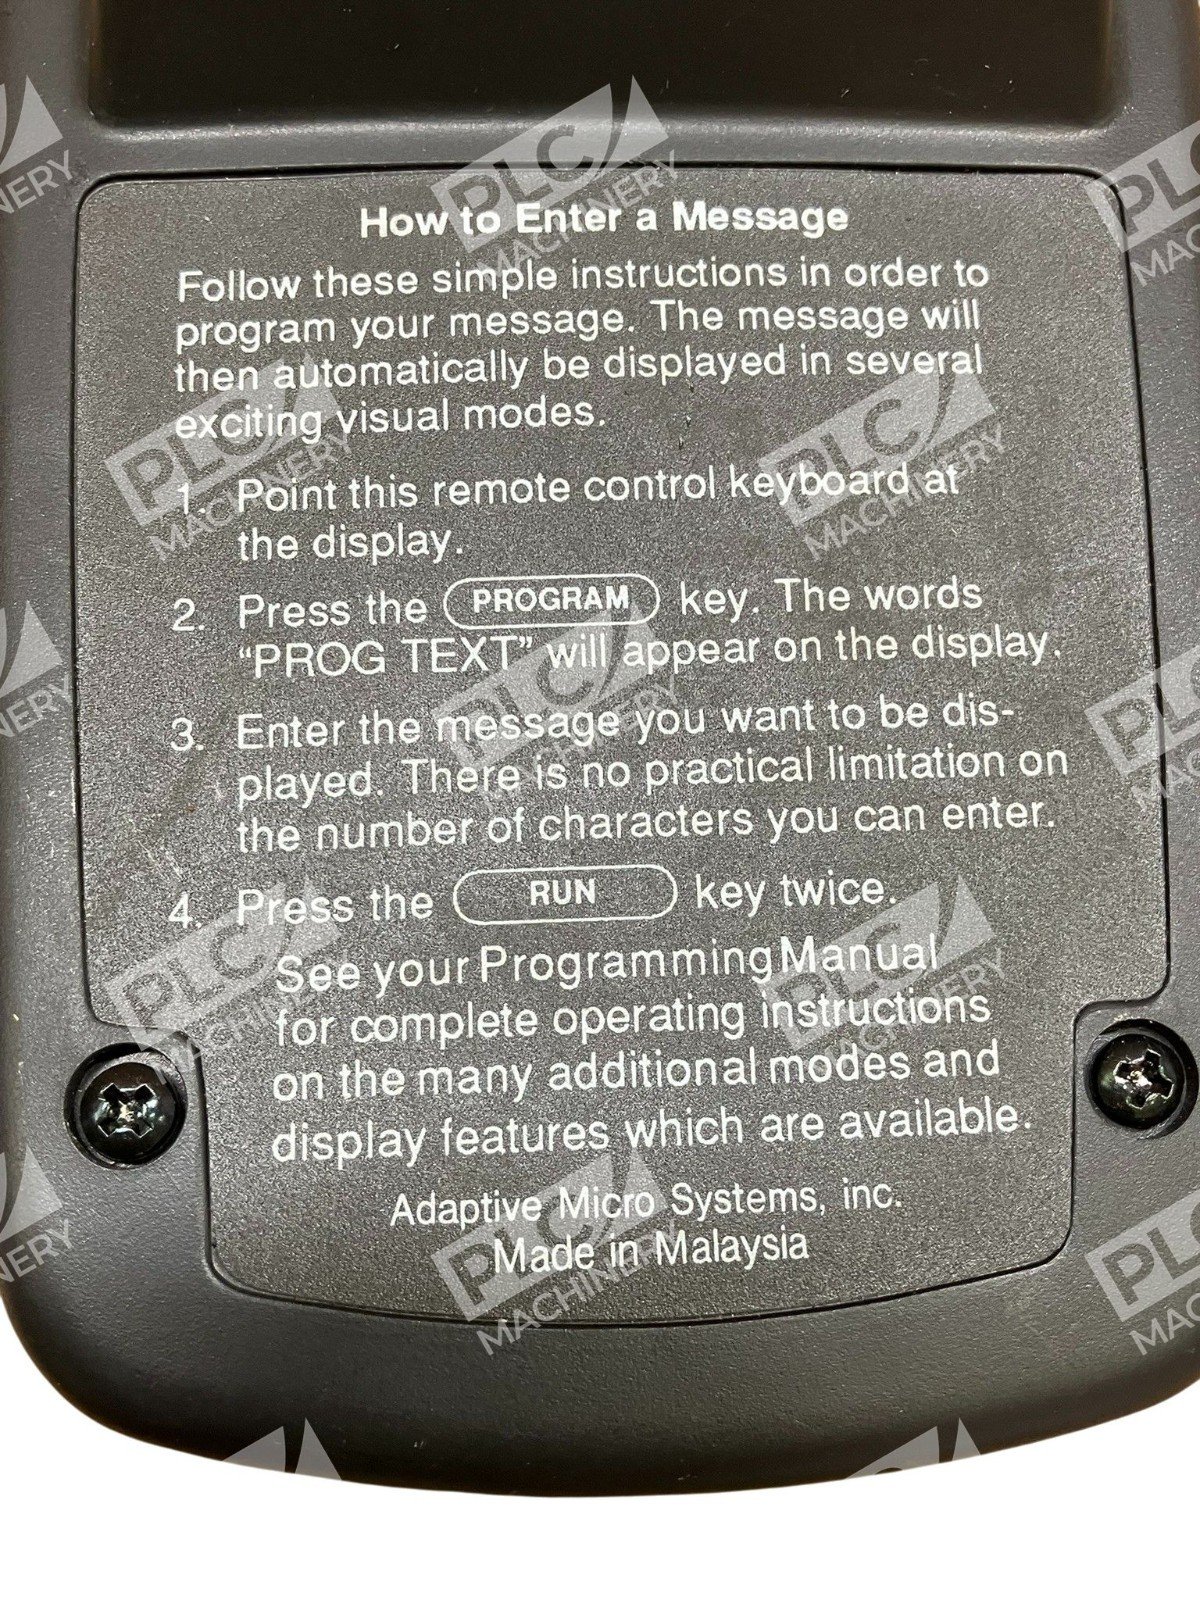 How to Enter a Message
Follow these simple instructions in order to
program your message. The message will
then automatically be displayed in several
exciting visual modes.
1. Point this remote control keyboard at
the display.
2. Press the PROGRAM key. The words
“PROG TEXT” will appear on the display.
3. Enter the message you want to be dis-
played. There is no practical limitation on
the number of characters you can enter.
4. Press the RUN key twice.
See your Programming Manual
for complete operating instructions
on the many additional modes and
display features which are available.
Adaptive Micro Systems, inc.
Made in Malaysia
PLC
MACHINERY